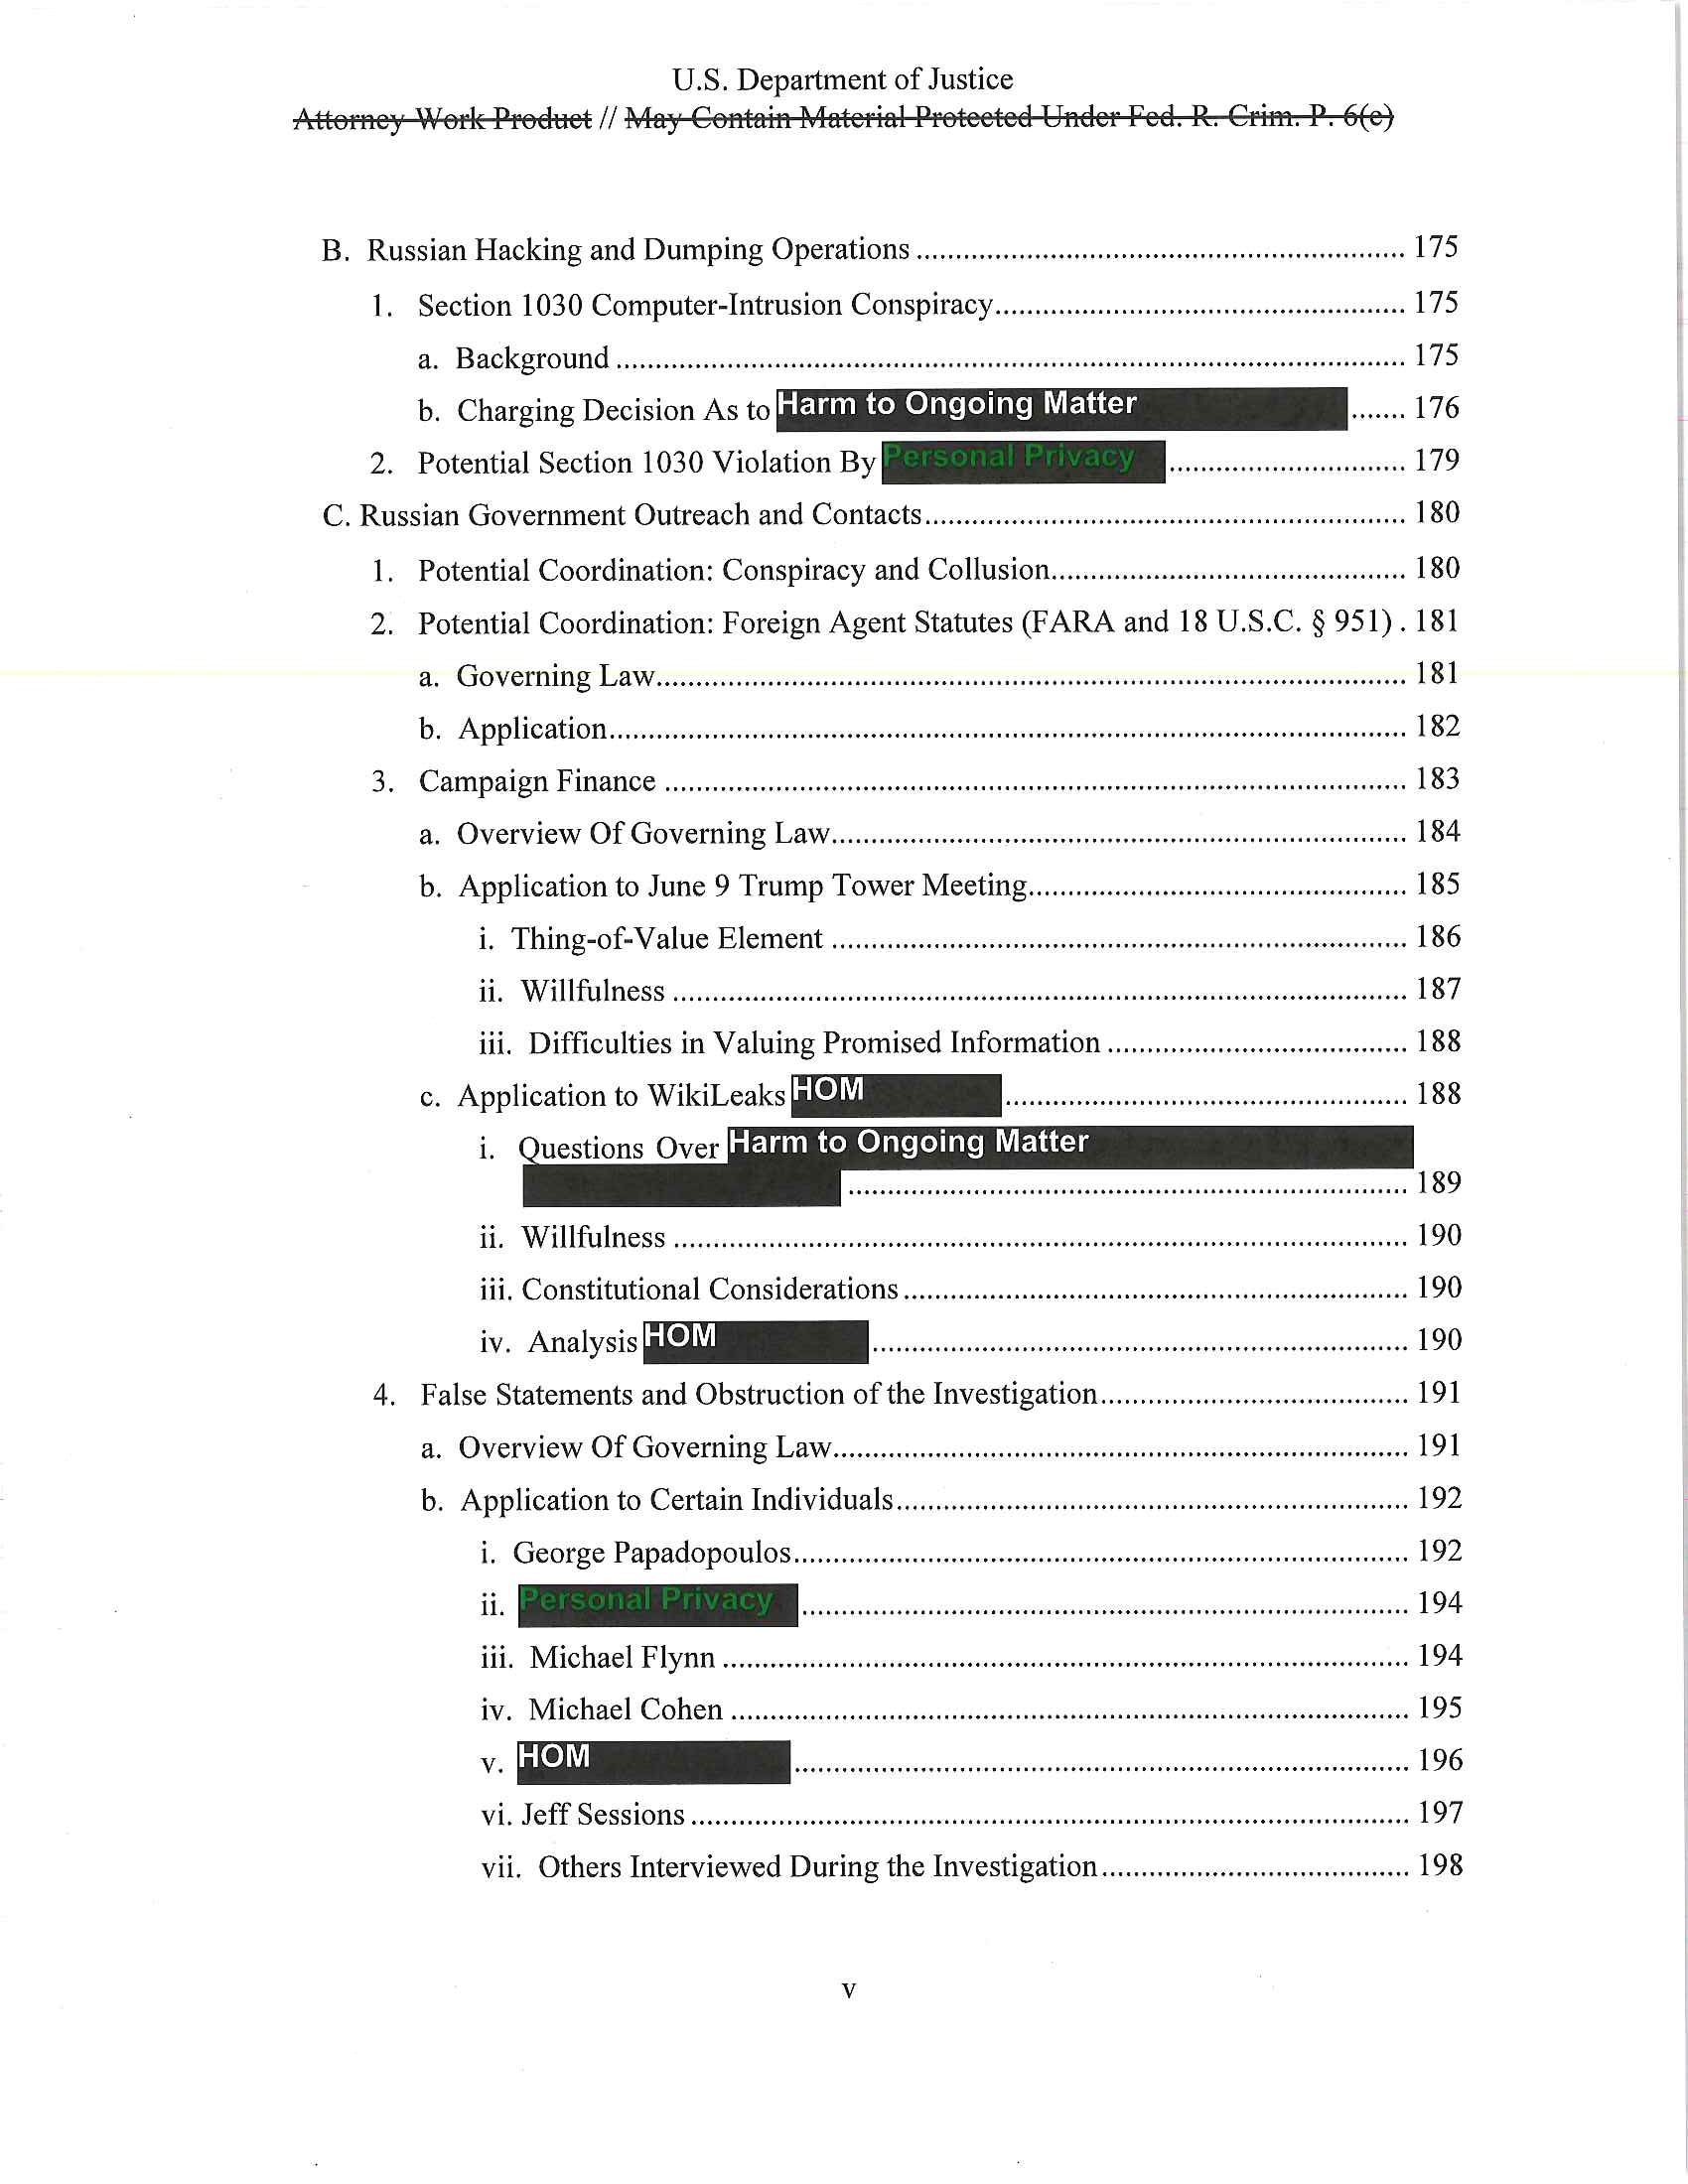 U.S. Department of Justice
Attorney Work Product // May Contain Material Protected Under Fed. R. Crim. P. 6(e)
B. Russian Hacking and Dumping Operations ............................................................. 175
1. Section 1030 Computer-Intrusion Conspiracy.................................................... 175
a. Background .................................................................................................... 175
b. Charging Decision As to Harm to Ongoing Matter ....... 176
2. Potential Section 1030 Violation By Personal Privacy .............................. 179
C. Russian Government Outreach and Contacts............................................................. 180
1. Potential Coordination: Conspiracy and Collusion............................................. 180
2. Potential Coordination: Foreign Agent Statutes (FARA and 18 U.S.C. § 951) . 181
a. Governing Law............................................................................................... 181
b. Application..................................................................................................... 182
3. Campaign Finance .............................................................................................. 183
a. Overview Of Governing Law......................................................................... 184
b. Application to June 9 Trump Tower Meeting................................................ 185
i. Thing-of-Value Element ......................................................................... 186
ii. Willfulness ............................................................................................. 187
iii. Difficulties in Valuing Promised Information ...................................... 188
c. Application to WikiLeaks HOM ................................................... 188
i. Questions Over Harm to Ongoing Matter
....................................................................... 189
ii. Willfulness ............................................................................................. 190
iii. Constitutional Considerations ................................................................ 190
iv. Analysis HOM .................................................................... 190
4. False Statements and Obstruction of the Investigation....................................... 191
a. Overview Of Governing Law......................................................................... 191
b. Application to Certain Individuals................................................................. 192
i. George Papadopoulos.............................................................................. 192
ii. Personal Privacy ............................................................................. 194
iii. Michael Flynn ....................................................................................... 194
iv. Michael Cohen ...................................................................................... 195
v. HOM .............................................................................. 196
vi. Jeff Sessions ........................................................................................... 197
vii. Others Interviewed During the Investigation....................................... 198
v